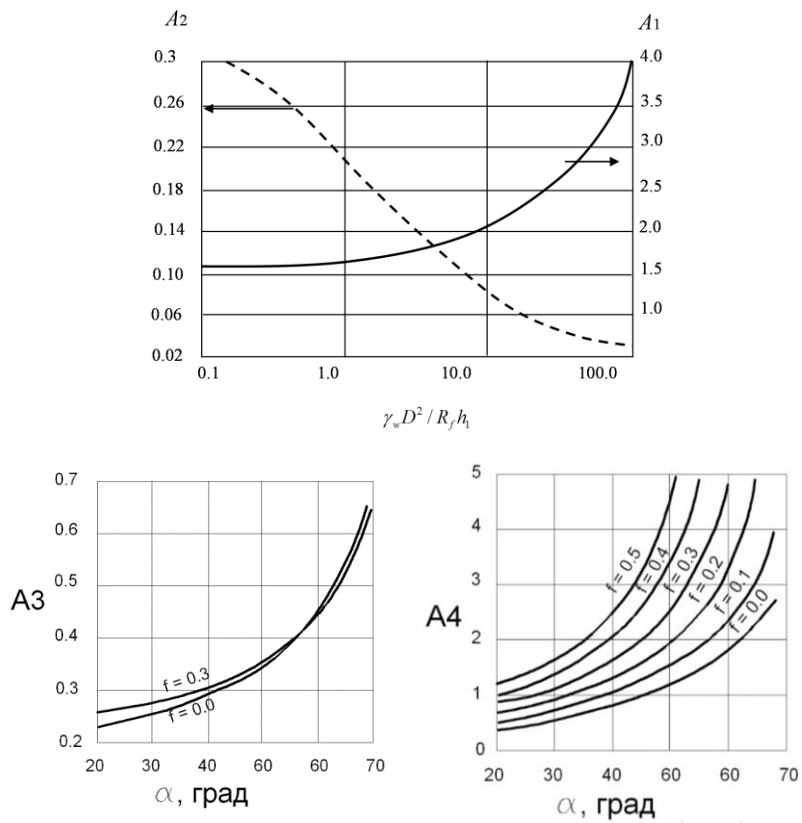 A2 A1
0.3 4.0
0.26 3.5
0.22 3.0
0.18 2.5
0.14 2.0
0.10 1.5
0.06 1.0
0.02
0.1 1.0 10.0 100.0
γwD² / Rfh1
0.7
0.6
0.5
0.4
0.3
0.2
A3
f = 0.3
f = 0.0
20 30 40 60 60 70
α, град
5
4
3
2
1
0
A4
f = 0.5
f = 0.4
f = 0.3
f = 0.2
f = 0.1
f = 0.0
20 30 40 60 60 70
α, град